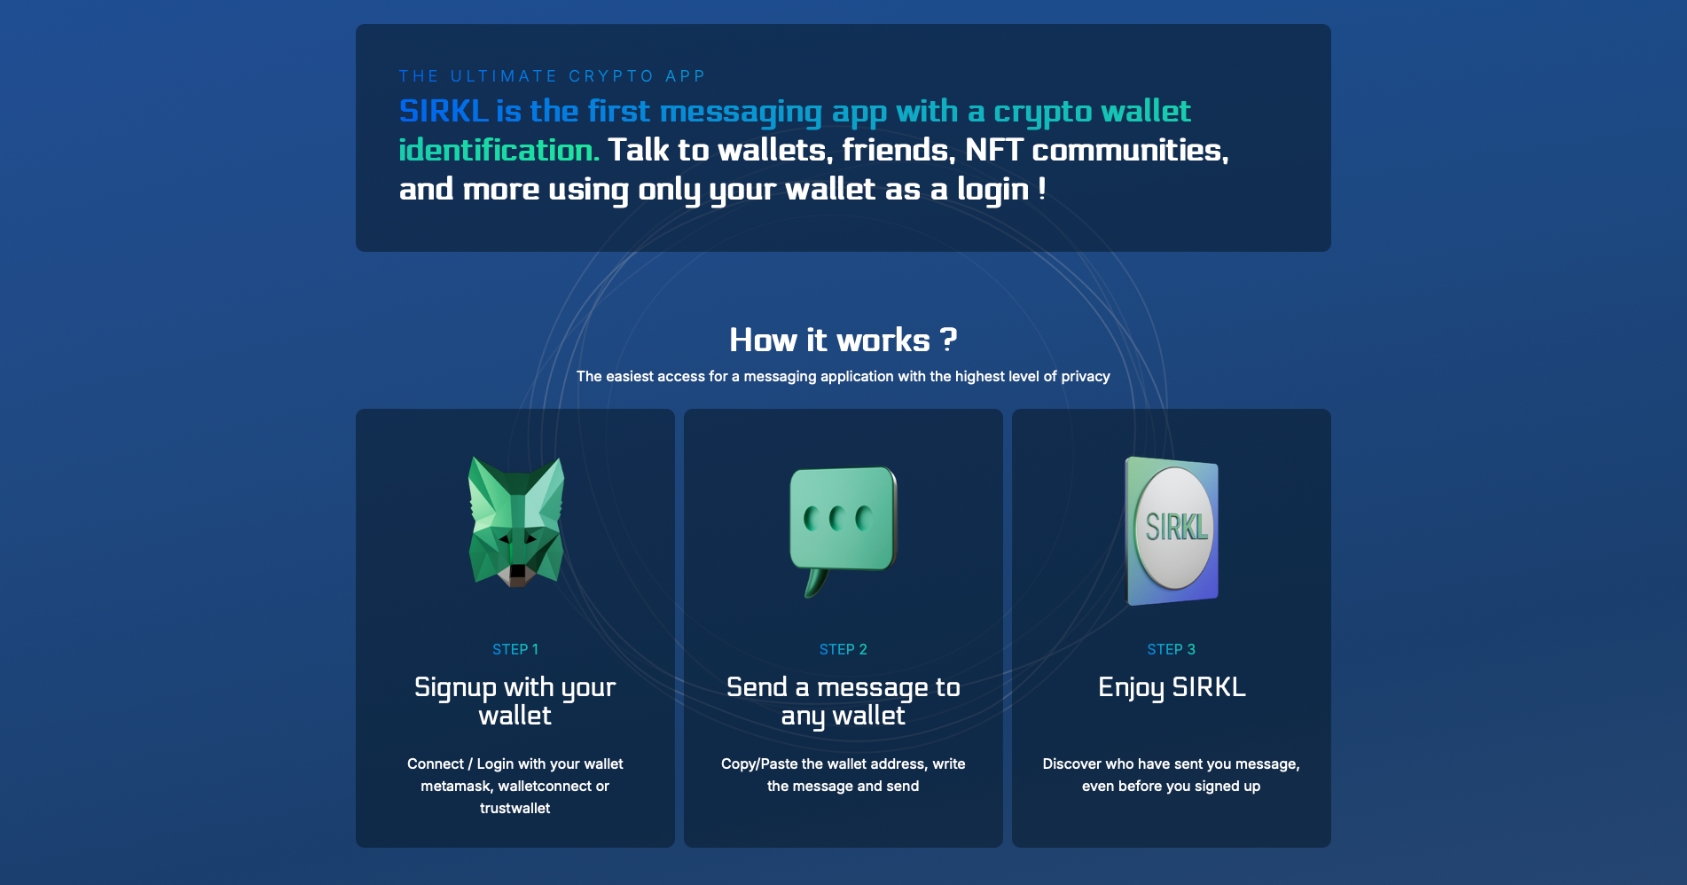 THE ULTIMATE CRYPTO APP
SIRKL is the first messaging app with a crypto wallet
identification. Talk to wallets, friends, NFT communities,
and more using only your wallet as a login !
How it works ?
The easiest access for a messaging application with the highest level of privacy
STEP 1
Signup with your
wallet
Connect / Login with your wallet
metamask, walletconnect or
trustwallet
STEP 2
Send a message to
any wallet
Copy/Paste the wallet address, write
the message and send
SIRKL
STEP 3
Enjoy SIRKL
Discover who have sent you message,
even before you signed up